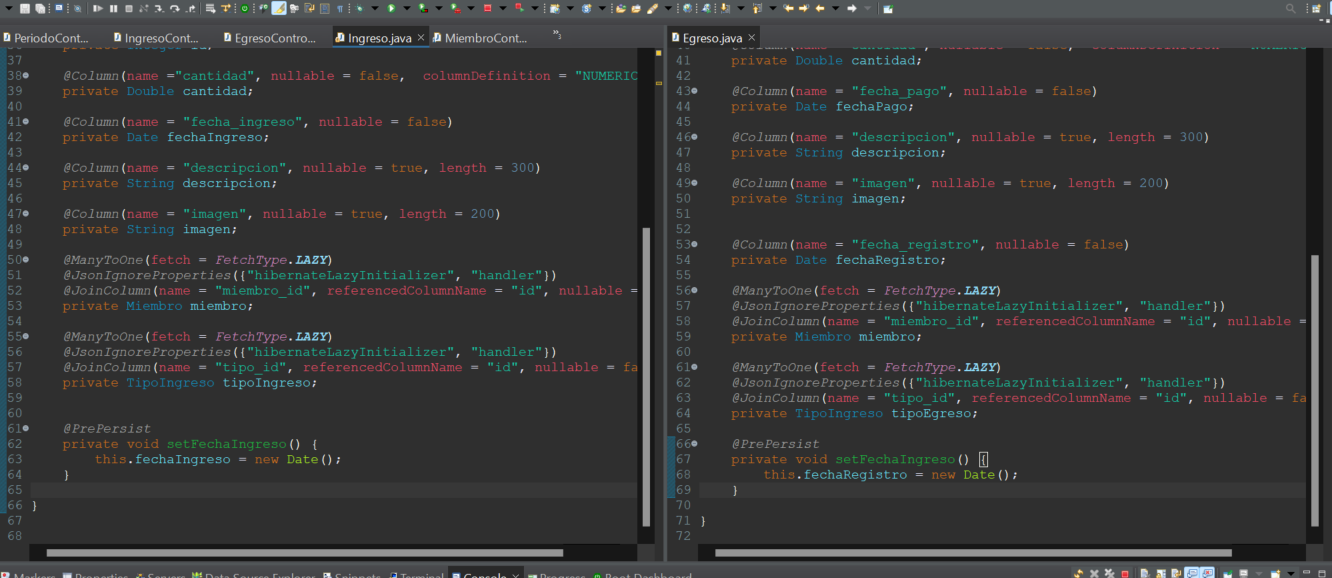 PeriodoCont...
IngresoCont...
EgresoContro...
Ingreso.java
MiembroCont...
»3
Egreso.java
37
38 @Column(name ="cantidad", nullable = false, columnDefinition = "NUMERIC
39 private Double cantidad;
40
41 @Column(name = "fecha_ingreso", nullable = false)
42 private Date fechaIngreso;
43
44 @Column(name = "descripcion", nullable = true, length = 300)
45 private String descripcion;
46
47 @Column(name = "imagen", nullable = true, length = 200)
48 private String imagen;
49
50 @ManyToOne(fetch = FetchType.LAZY)
51 @JsonIgnoreProperties({"hibernateLazyInitializer", "handler"})
52 @JoinColumn(name = "miembro_id", referencedColumnName = "id", nullable =
53 private Miembro miembro;
54
55 @ManyToOne(fetch = FetchType.LAZY)
56 @JsonIgnoreProperties({"hibernateLazyInitializer", "handler"})
57 @JoinColumn(name = "tipo_id", referencedColumnName = "id", nullable = fa
58 private TipoIngreso tipoIngreso;
59
60
61 @PrePersist
62 private void setFechaIngreso() {
63 this.fechaIngreso = new Date();
64 }
65
66 }
67
68
41 private Double cantidad;
42
43 @Column(name = "fecha_pago", nullable = false)
44 private Date fechaPago;
45
46 @Column(name = "descripcion", nullable = true, length = 300)
47 private String descripcion;
48
49 @Column(name = "imagen", nullable = true, length = 200)
50 private String imagen;
51
52
53 @Column(name = "fecha_registro", nullable = false)
54 private Date fechaRegistro;
55
56 @ManyToOne(fetch = FetchType.LAZY)
57 @JsonIgnoreProperties({"hibernateLazyInitializer", "handler"})
58 @JoinColumn(name = "miembro_id", referencedColumnName = "id", nullable =
59 private Miembro miembro;
60
61 @ManyToOne(fetch = FetchType.LAZY)
62 @JsonIgnoreProperties({"hibernateLazyInitializer", "handler"})
63 @JoinColumn(name = "tipo_id", referencedColumnName = "id", nullable = fa
64 private TipoIngreso tipoEgreso;
65
66 @PrePersist
67 private void setFechaIngreso() {
68 this.fechaRegistro = new Date();
69 }
70
71 }
72
Markers Properties Servers Data Source Explorer Snippets Terminal Console Progress Boot Dashboard